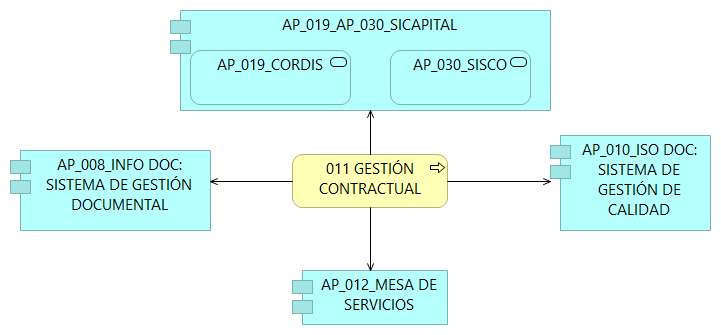 AP_019_AP_030_SICAPITAL
AP_019_CORDIS
AP_030_SISCO
AP_008_INFO DOC:
SISTEMA DE GESTIÓN
DOCUMENTAL
011 GESTIÓN
CONTRACTUAL
AP_010_ISO DOC:
SISTEMA DE
GESTIÓN DE
CALIDAD
AP_012_MESA DE
SERVICIOS